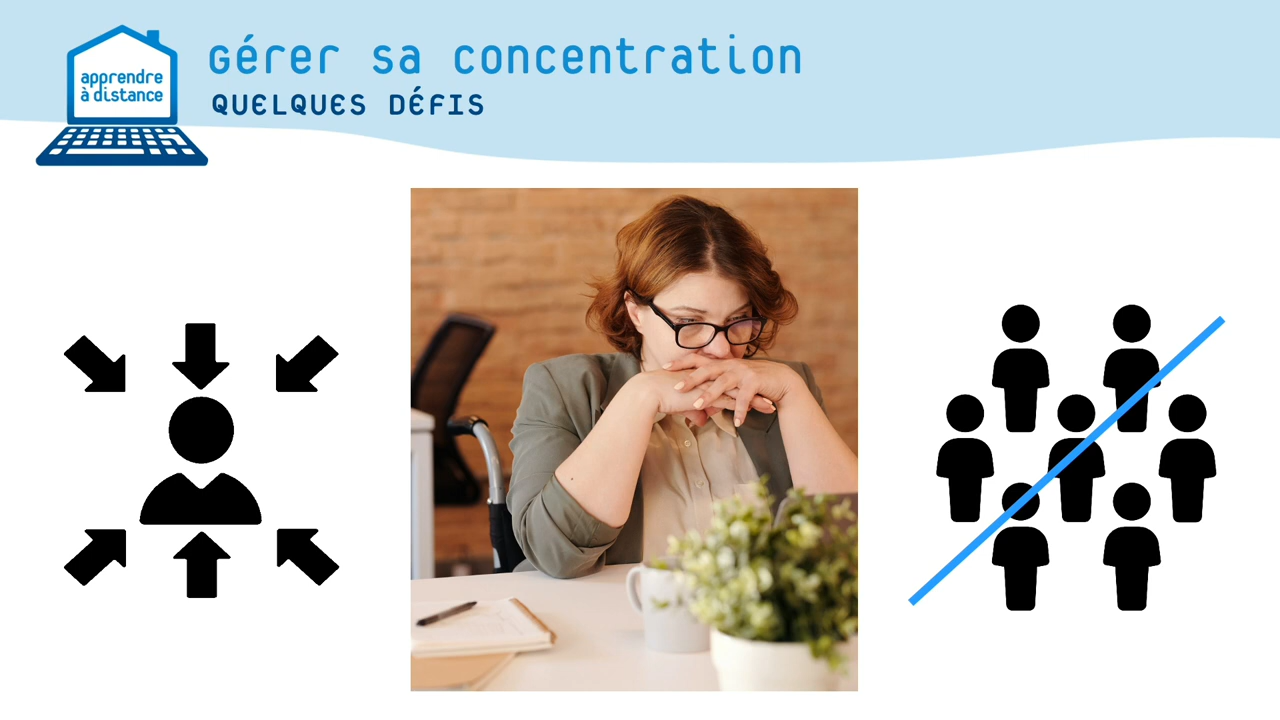 apprendre
à distance
Gérer sa concentration
QUELQUES DÉFIS